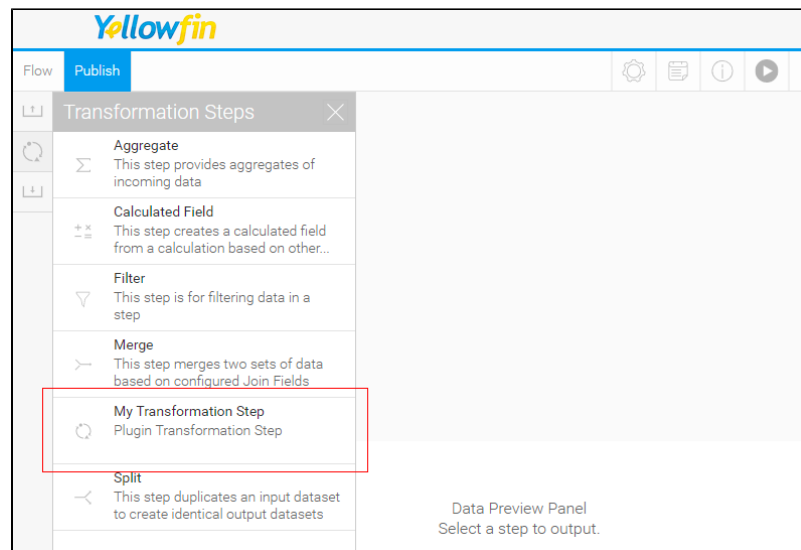 Yellowfin
Flow
Publish
Transformation Steps
Aggregate
This step provides aggregates of
incoming data
Calculated Field
This step creates a calculated field
from a calculation based on other...
Filter
This step is for filtering data in a
step
Merge
This step merges two sets of data
based on configured Join Fields
My Transformation Step
Plugin Transformation Step
Split
This step duplicates an input dataset
to create identical output datasets
Data Preview Panel
Select a step to output.